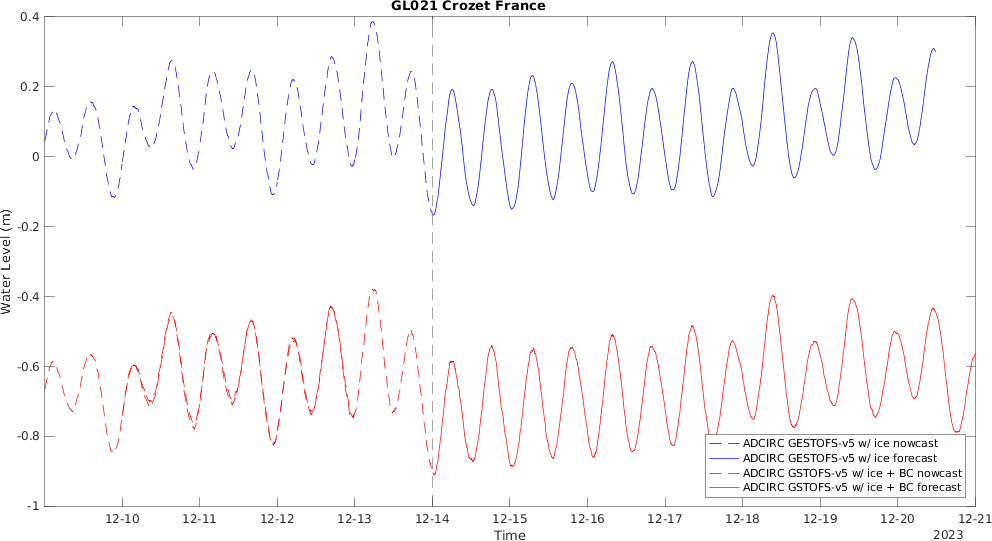 GL021 Crozet France
0.4
0.2
0
-0.2
-0.4
-0.6
-0.8
-1
Water Level (m)
ADCIRC GESTOFS-v5 w/ ice nowcast
ADCIRC GESTOFS-v5 w/ ice forecast
ADCIRC GSTOFS-v5 w/ ice + BC nowcast
ADCIRC GSTOFS-v5 w/ ice + BC forecast
12-10 12-11 12-12 12-13 12-14 12-15 12-16 12-17 12-18 12-19 12-20 12-21
Time
2023